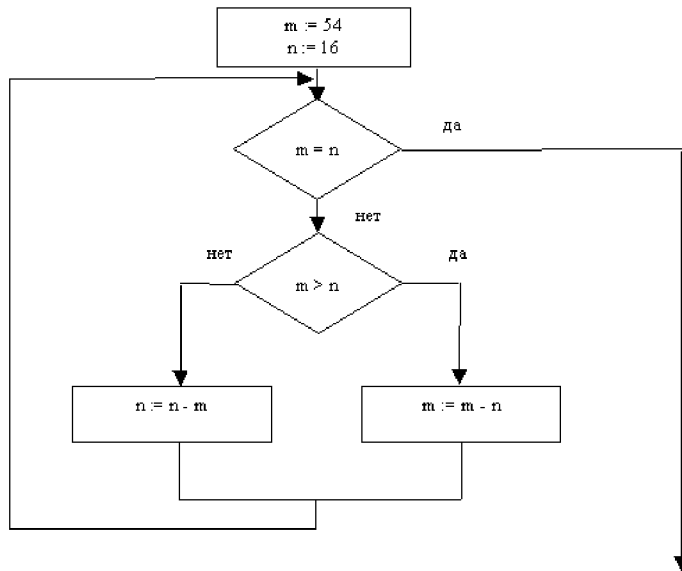 m := 54
n := 16
да
m = n
нет
нет
да
m > n
n := n - m
m := m - n